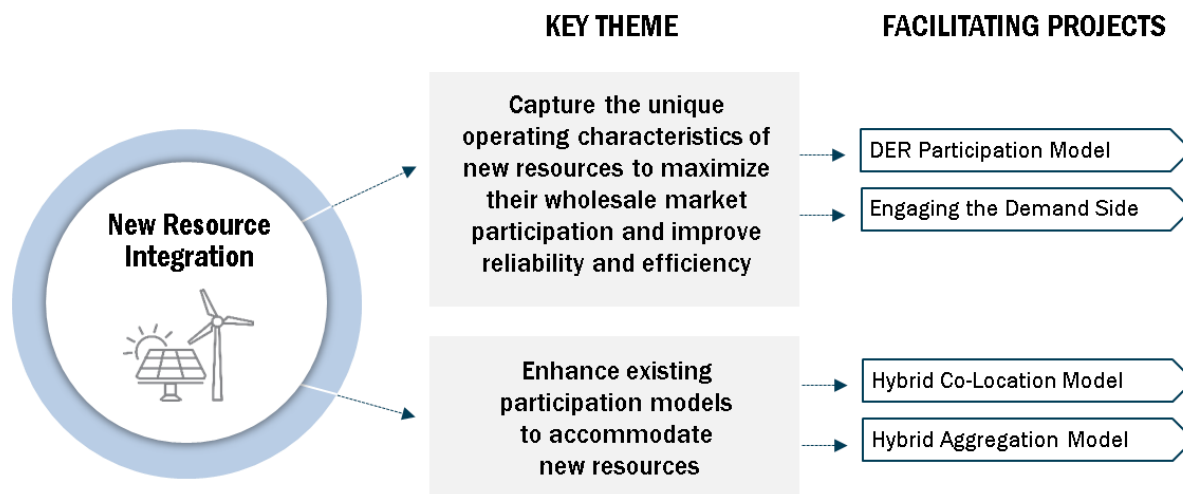 KEY THEME
FACILITATING PROJECTS
New Resource
Integration
Capture the unique
operating characteristics of
new resources to maximize
their wholesale market
participation and improve
reliability and efficiency
DER Participation Model
Engaging the Demand Side
Enhance existing
participation models
to accommodate
new resources
Hybrid Co-Location Model
Hybrid Aggregation Model